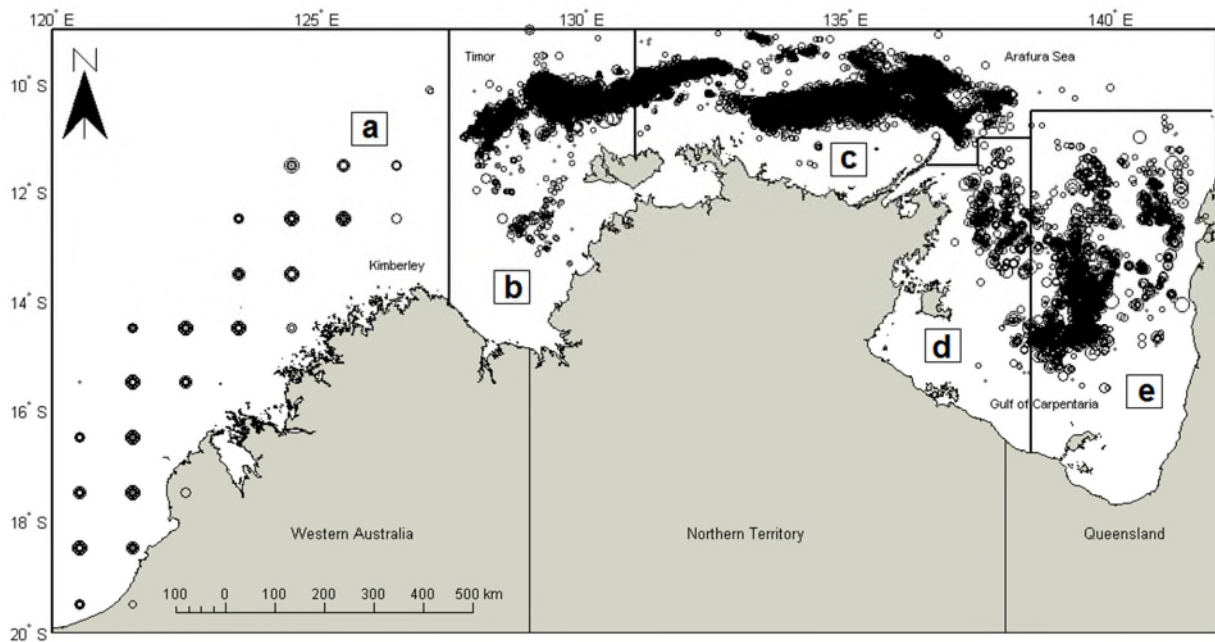 120° E 125° E 130° E 135° E 140° E
N
Timor Arafura Sea
10° S
a
c
12° S
Kimberley
b
14° S
d
e
16° S
Gulf of Carpentaria
18° S
Western Australia Northern Territory Queensland
100 0 100 200 300 400 500 km
20° S